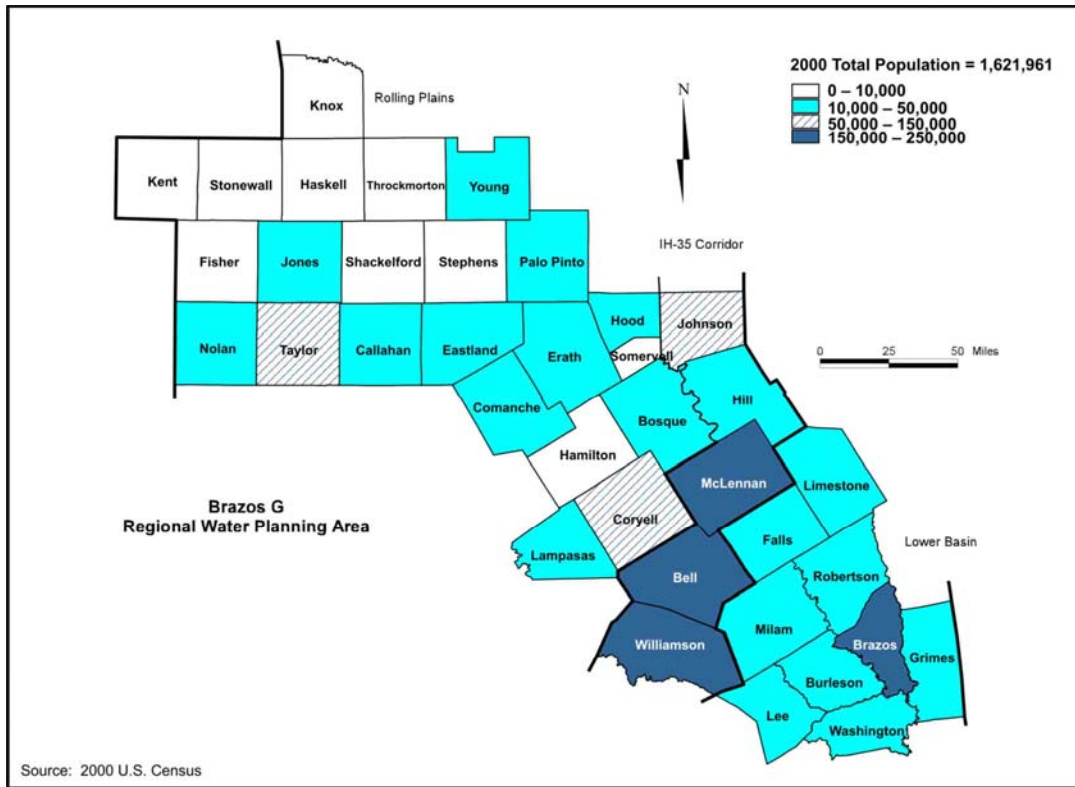 2000 Total Population = 1,621,961
0 – 10,000
10,000 – 50,000
50,000 – 150,000
150,000 – 250,000
N
Knox
Rolling Plains
Kent
Stonewall
Haskell
Throckmorton
Young
IH-35 Corridor
Fisher
Jones
Shackelford
Stephens
Palo Pinto
Hood
Johnson
Nolan
Taylor
Callahan
Eastland
Erath
Somervell
0 25 50 Miles
Comanche
Bosque
Hill
Hamilton
McLennan
Limestone
Brazos G
Regional Water Planning Area
Coryell
Falls
Lampasas
Lower Basin
Bell
Robertson
Milam
Williamson
Brazos
Grimes
Burleson
Lee
Washington
Source: 2000 U.S. Census